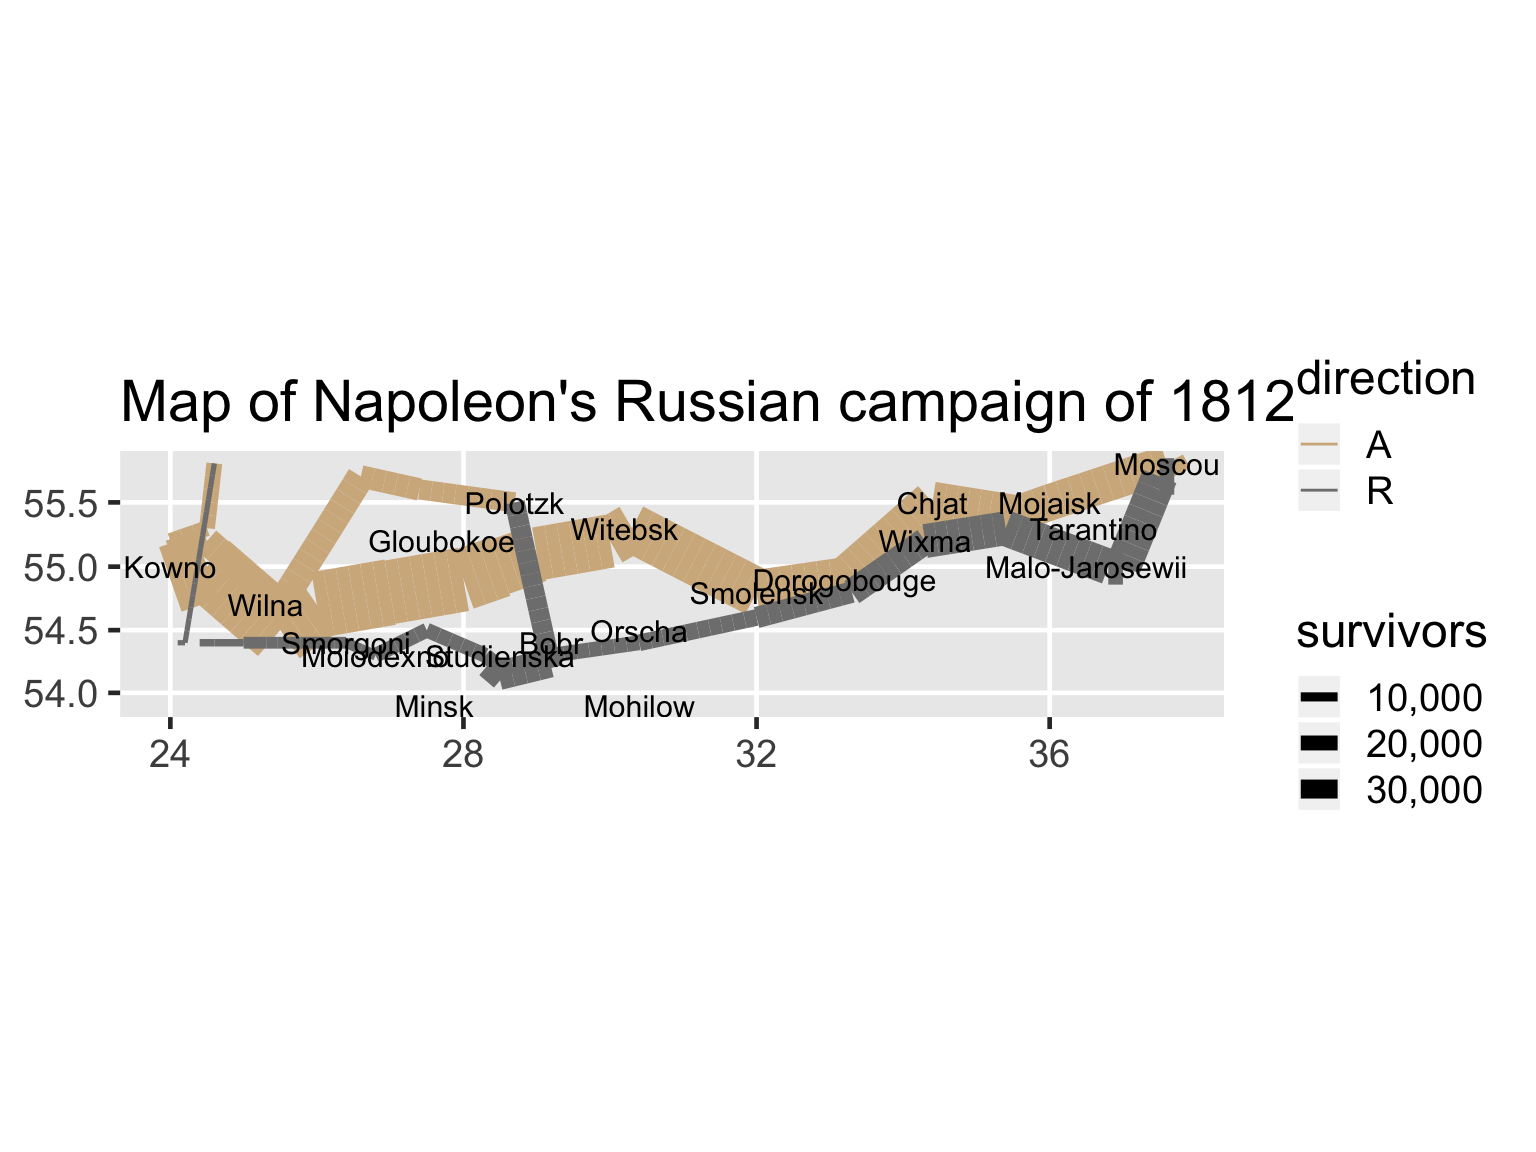 Map of Napoleon's Russian campaign of 1812
direction
A
R
survivors
10,000
20,000
30,000
55.5
55.0
54.5
54.0
24
28
32
36
Moscou
Polotzk
Chjat
Mojaisk
Witebsk
Tarantino
Gloubokoe
Wixma
Kowno
Malo-Jarosewii
Dorogobouge
Smolensk
Wilna
Orscha
Smorgoni
Bobr
Molodexno
Studienska
Minsk
Mohilow